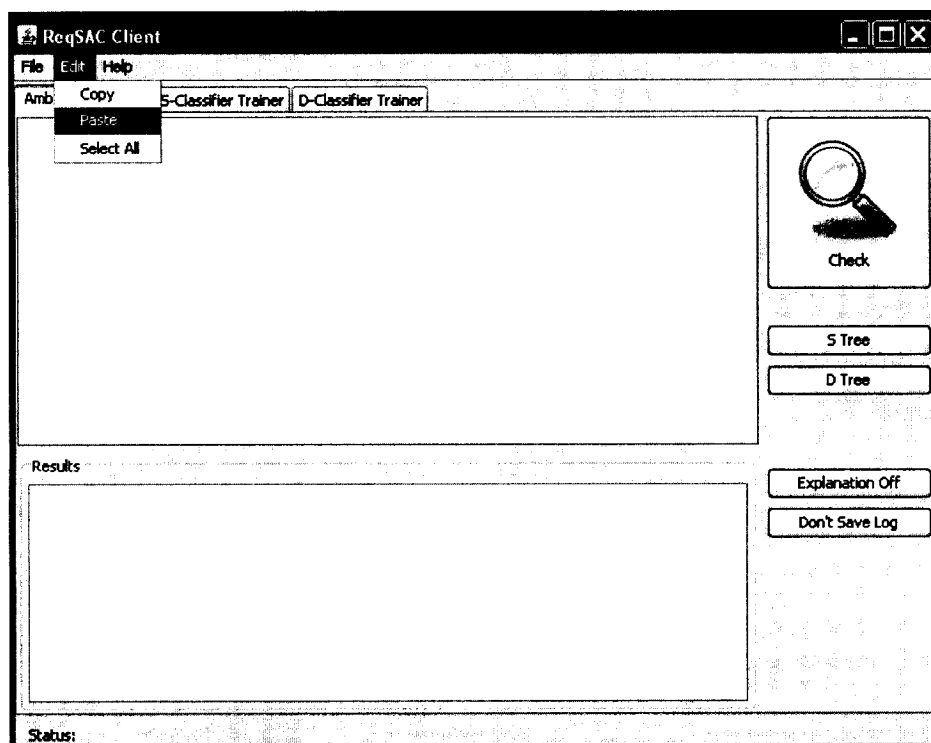 ReqSAC Client
File Edit Help
Amb S-Classifier Trainer D-Classifier Trainer
Copy
Paste
Select All
Check
S Tree
D Tree
Results
Explanation Off
Don't Save Log
Status: